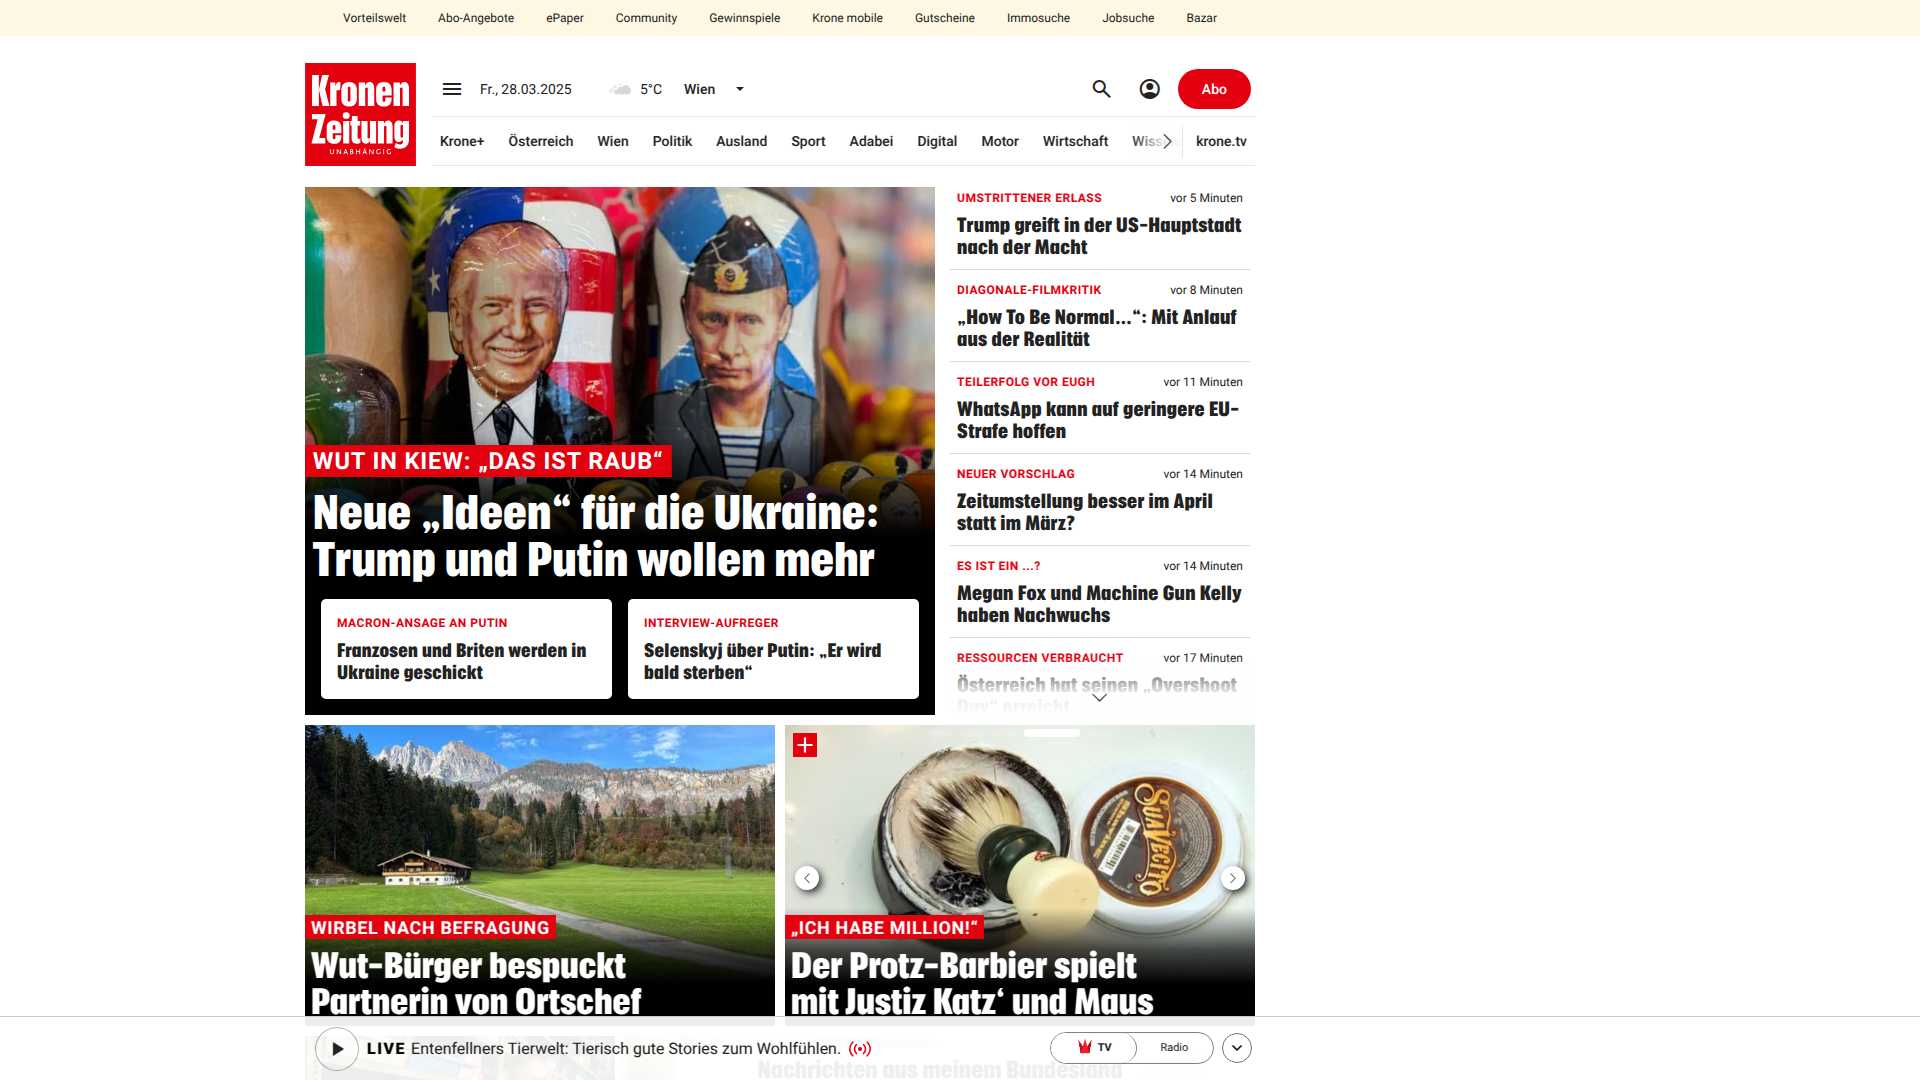 Vorteilswelt Abo-Angebote ePaper Community Gewinnspiele Krone mobile Gutscheine Immosuche Jobsuche Bazar
Kronen
Zeitung
UNABHÄNGIG
Fr., 28.03.2025 5°C Wien
Abo
Krone+ Österreich Wien Politik Ausland Sport Adabei Digital Motor Wirtschaft Wiss krone.tv
WUT IN KIEW: „DAS IST RAUB“
Neue „Ideen“ für die Ukraine:
Trump und Putin wollen mehr
MACRON-ANSAGE AN PUTIN
Franzosen und Briten werden in
Ukraine geschickt
INTERVIEW-AUFREGER
Selenskyj über Putin: „Er wird
bald sterben“
UMSTRITTENER ERLASS vor 5 Minuten
Trump greift in der US-Hauptstadt
nach der Macht
DIAGONALE-FILMKRITIK vor 8 Minuten
„How To Be Normal...“: Mit Anlauf
aus der Realität
TEILERFOLG VOR EUGH vor 11 Minuten
WhatsApp kann auf geringere EU-
Strafe hoffen
NEUER VORSCHLAG vor 14 Minuten
Zeitumstellung besser im April
statt im März?
ES IST EIN ...? vor 14 Minuten
Megan Fox und Machine Gun Kelly
haben Nachwuchs
RESSOURCEN VERBRAUCHT vor 17 Minuten
Österreich hat seinen „Overshoot
Day“ erreicht
WIRBEL NACH BEFRAGUNG
Wut-Bürger bespuckt
Partnerin von Ortschef
SUAVECITO
„ICH HABE MILLION!“
Der Protz-Barbier spielt
mit Justiz Katz‘ und Maus
LIVE Entenfellners Tierwelt: Tierisch gute Stories zum Wohlfühlen.
TV Radio
Nachrichten aus meinem Bundesland